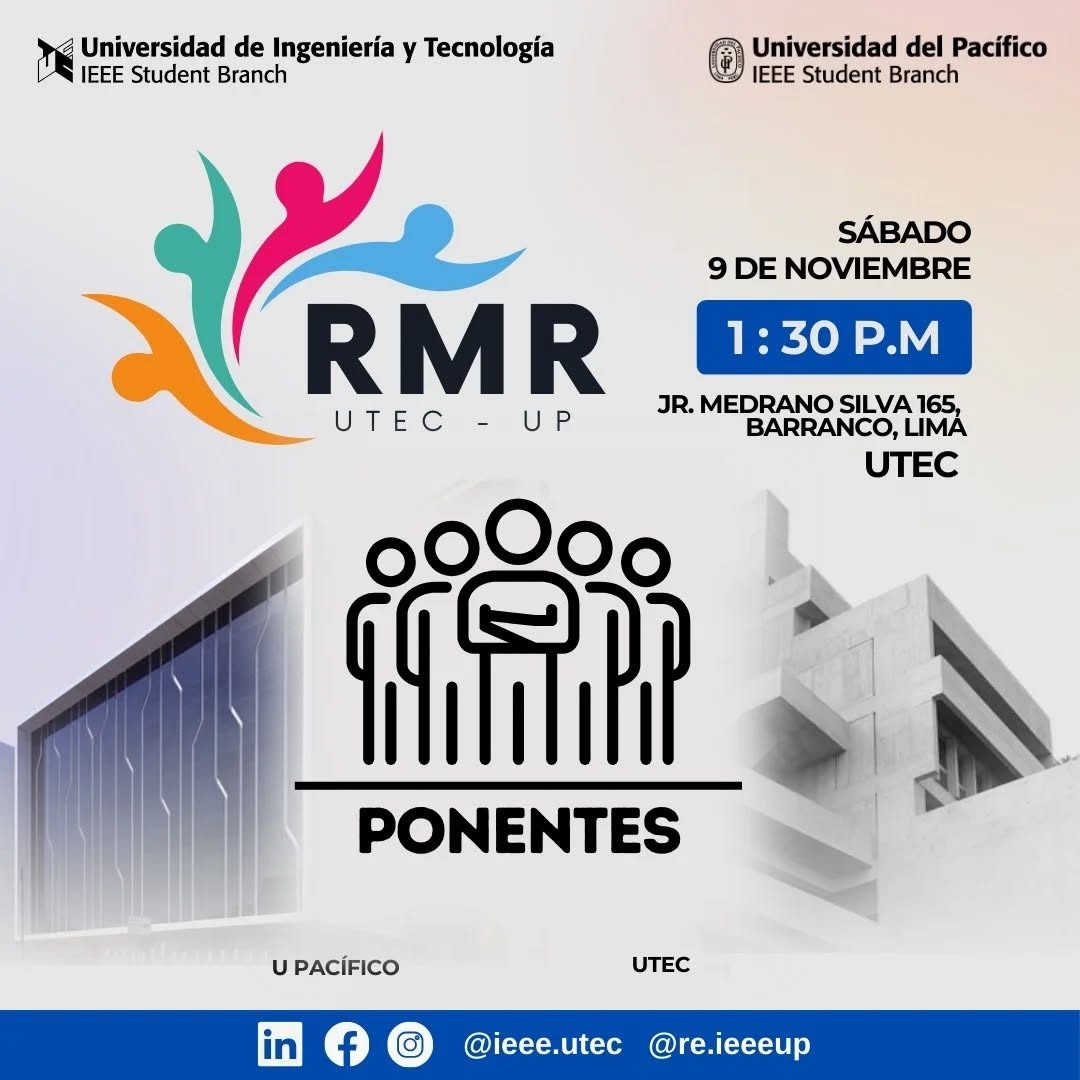 Universidad de Ingeniería y Tecnología
IEEE Student Branch
Universidad del Pacífico
IEEE Student Branch
RMR
UTEC - UP
SÁBADO
9 DE NOVIEMBRE
1 : 30 P.M
JR. MEDRANO SILVA 165,
BARRANCO, LIMA
UTEC
PONENTES
U PACÍFICO
UTEC
in
@ieee.utec @re.ieeeup